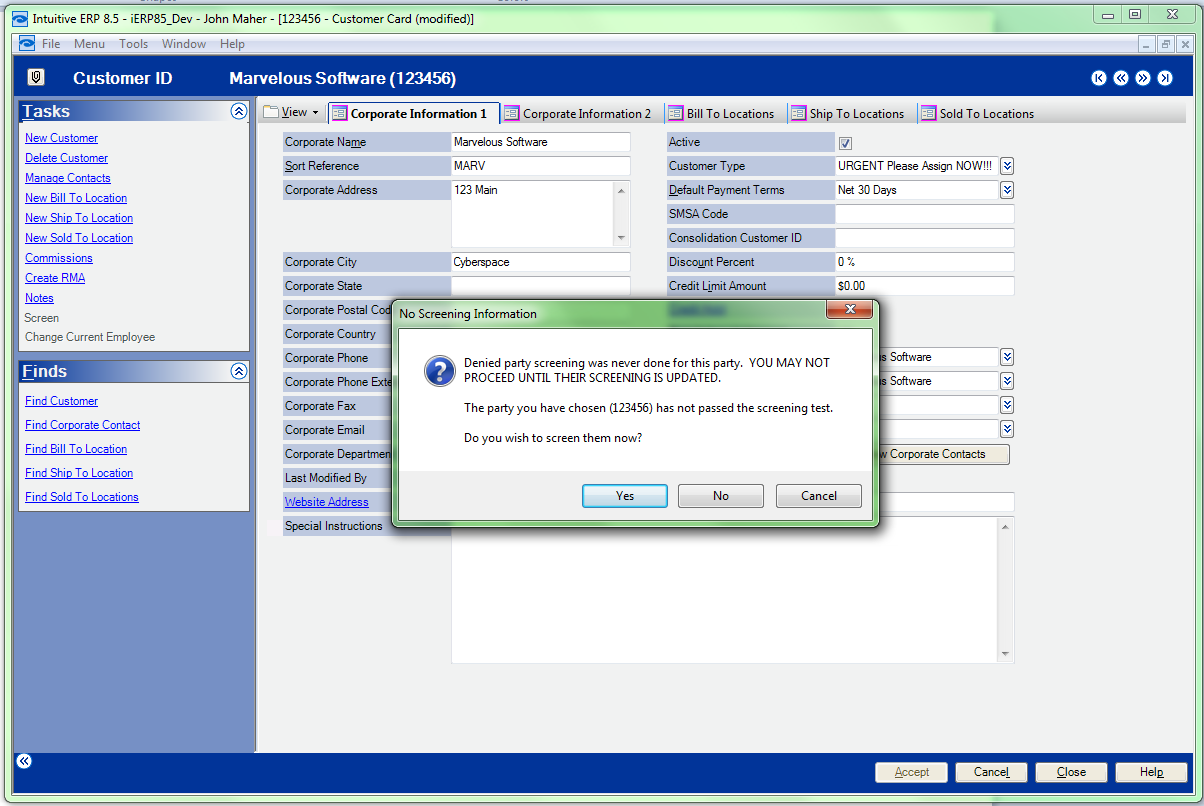 Intuitive ERP 8.5 - iERP85_Dev - John Maher - [123456 - Customer Card (modified)]
File Menu Tools Window Help
Customer ID Marvelous Software (123456)
Tasks
New Customer
Delete Customer
Manage Contacts
New Bill To Location
New Ship To Location
New Sold To Location
Commissions
Create RMA
Notes
Screen
Change Current Employee
Finds
Find Customer
Find Corporate Contact
Find Bill To Location
Find Ship To Location
Find Sold To Locations
View Corporate Information 1 Corporate Information 2 Bill To Locations Ship To Locations Sold To Locations
Corporate Name Marvelous Software
Sort Reference MARV
Corporate Address 123 Main
Corporate City Cyberspace
Corporate State
Corporate Postal Cod
Corporate Country
Corporate Phone
Corporate Phone Exte
Corporate Fax
Corporate Email
Corporate Departmen
Last Modified By
Website Address
Special Instructions
Active
Customer Type URGENT Please Assign NOW!!!
Default Payment Terms Net 30 Days
SMSA Code
Consolidation Customer ID
Discount Percent 0 %
Credit Limit Amount $0.00
s Software
s Software
w Corporate Contacts
No Screening Information
Denied party screening was never done for this party. YOU MAY NOT
PROCEED UNTIL THEIR SCREENING IS UPDATED.
The party you have chosen (123456) has not passed the screening test.
Do you wish to screen them now?
Yes No Cancel
Accept Cancel Close Help